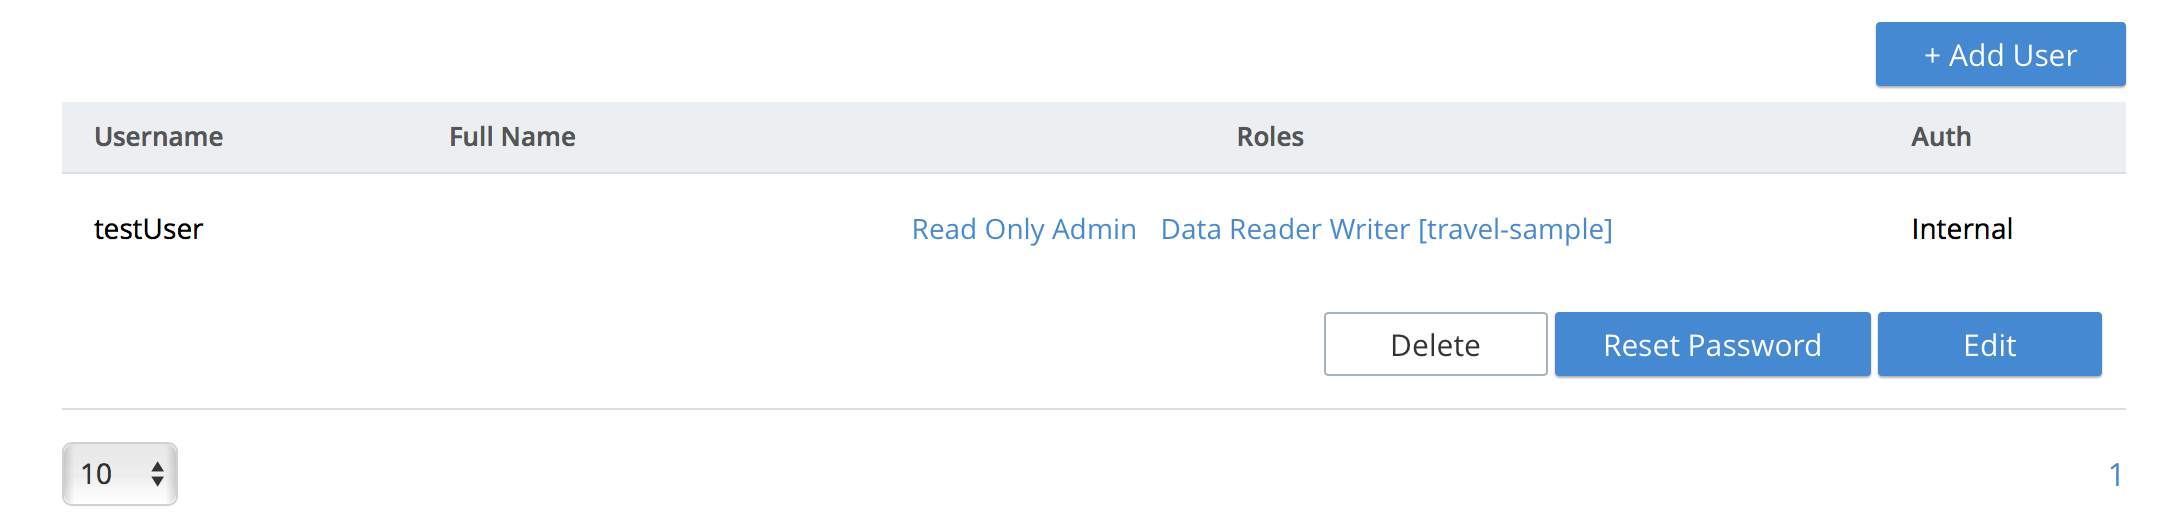 + Add User
Username Full Name Roles Auth
testUser Read Only Admin Data Reader Writer [travel-sample] Internal
Delete Reset Password Edit
10 1